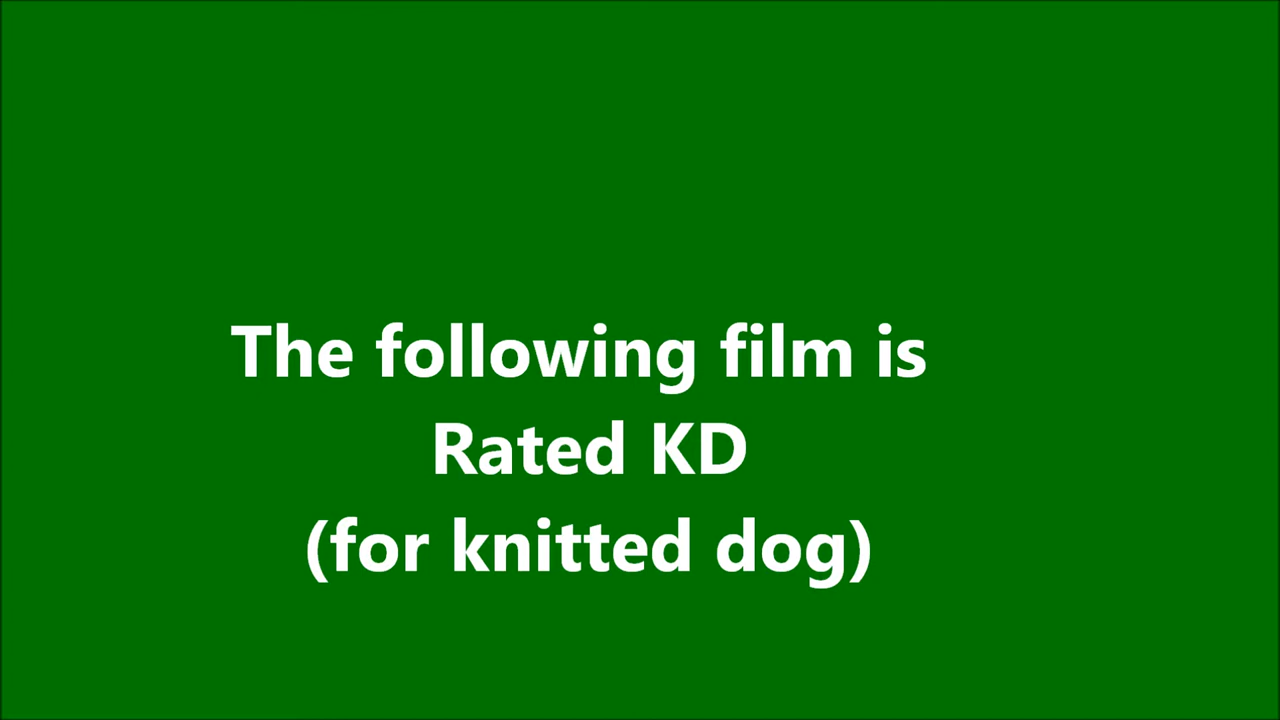 The following film is
Rated KD
(for knitted dog)